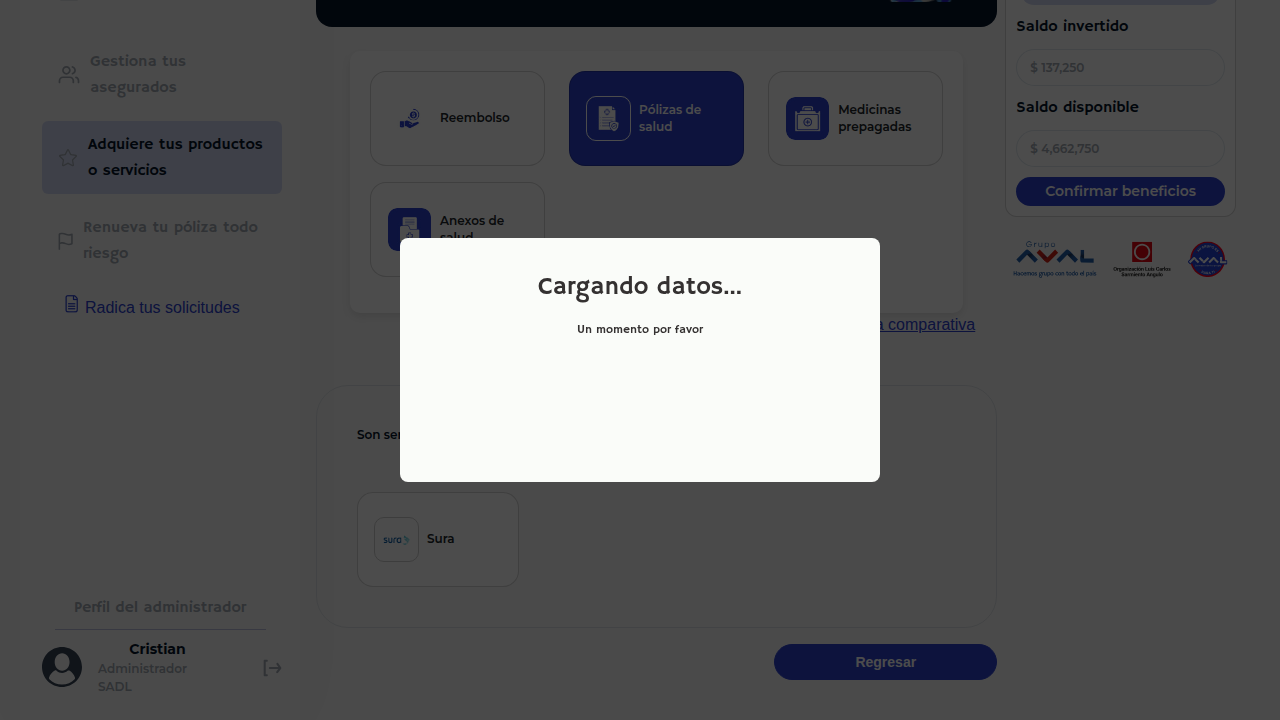 Gestiona tus
asegurados
Adquiere tus productos
o servicios
Renueva tu póliza todo
riesgo
Radica tus solicitudes
Perfil del administrador
Cristian
Administrador
SADL
Reembolso
Pólizas de
salud
Medicinas
prepagadas
Anexos de
salud
Cargando datos...
Un momento por favor
a comparativa
Son ser
sura
Sura
Regresar
Saldo invertido
$ 137,250
Saldo disponible
$ 4,662,750
Confirmar beneficios
Grupo
AVAL
Hacemos grupo con todo el país
Organización Luis Carlos
Sarmiento Angulo
AVAL